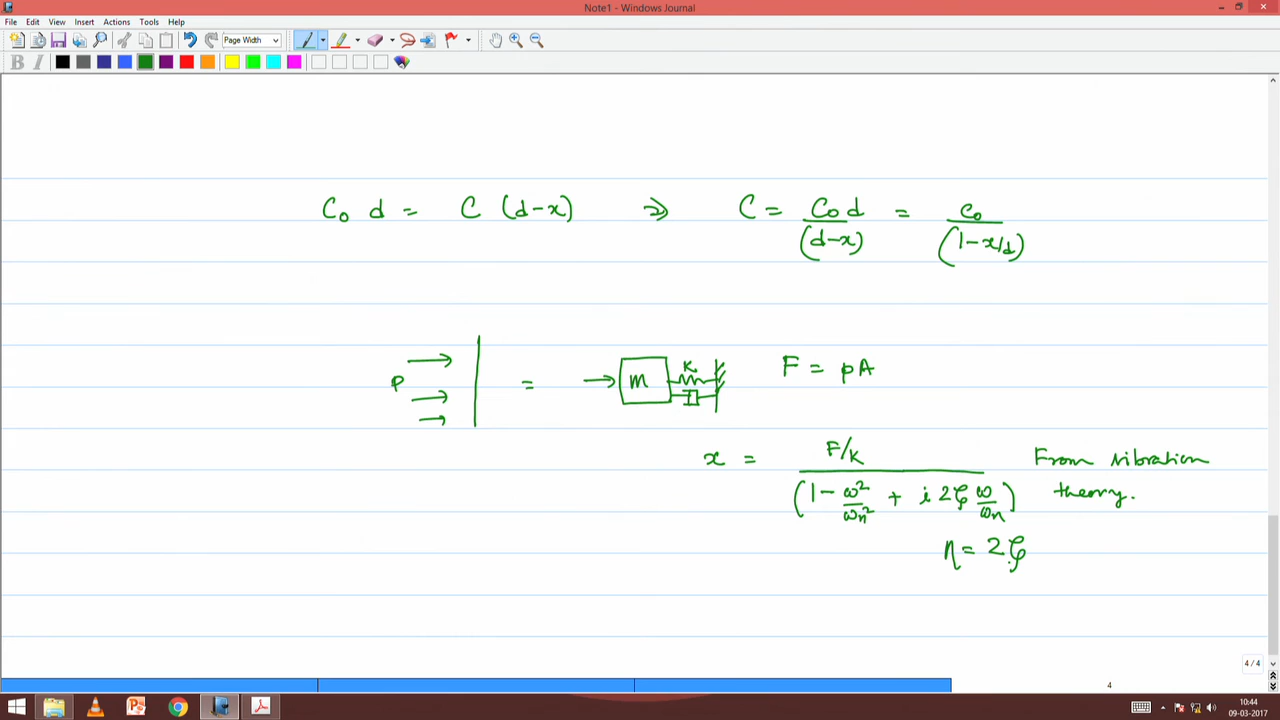 Note1 - Windows Journal
File Edit View Insert Actions Tools Help
Page Width
B I
C₀ d = C (d-x) ⇒ C = C₀ d / (d-x) = C₀ / (1-x/d)
P = m K F = pA
x = F/K / (1 - ω²/ωn² + i 2ζ ω/ωn) From vibration
theory.
η = 2ζ
4 / 4
4
10:44
09-03-2017